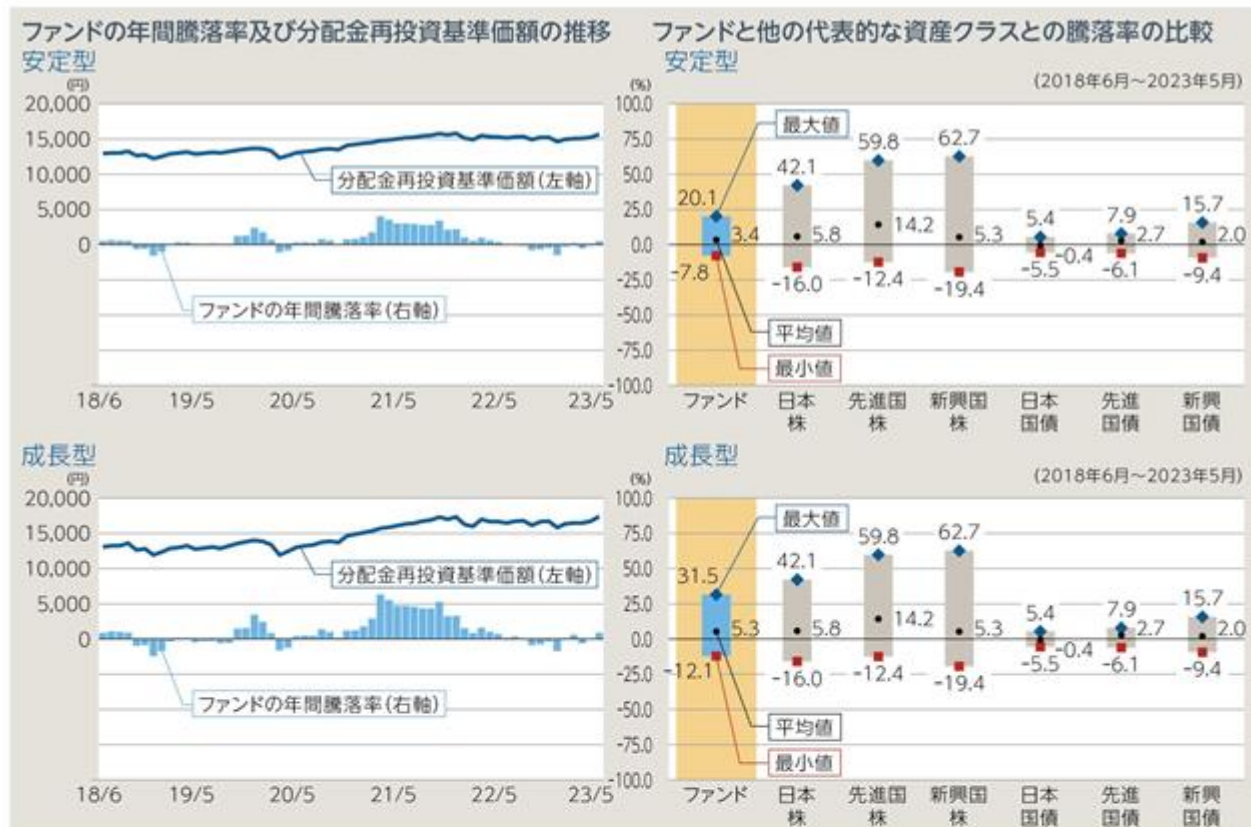 ファンドの年間騰落率及び分配金再投資基準価額の推移
安定型
(円)
(%)
20,000
100.0
15,000
75.0
10,000
50.0
5,000
25.0
0
0.0
-25.0
-50.0
-75.0
-100.0
分配金再投資基準価額(左軸)
ファンドの年間騰落率(右軸)
18/6 19/5 20/5 21/5 22/5 23/5
ファンドと他の代表的な資産クラスとの騰落率の比較
安定型
(2018年6月~2023年5月)
最大値
20.1 42.1 59.8 62.7 5.4 7.9 15.7
3.4 5.8 14.2 5.3 -0.4 2.7 2.0
-7.8 -16.0 -12.4 -19.4 -5.5 -6.1 -9.4
平均値
最小値
ファンド 日本株 先進国株 新興国株 日本国債 先進国債 新興国債
成長型
(円)
(%)
20,000
100.0
15,000
75.0
10,000
50.0
5,000
25.0
0
0.0
-25.0
-50.0
-75.0
-100.0
分配金再投資基準価額(左軸)
ファンドの年間騰落率(右軸)
18/6 19/5 20/5 21/5 22/5 23/5
成長型
(2018年6月~2023年5月)
最大値
31.5 42.1 59.8 62.7 5.4 7.9 15.7
5.3 5.8 14.2 5.3 -0.4 2.7 2.0
-12.1 -16.0 -12.4 -19.4 -5.5 -6.1 -9.4
平均値
最小値
ファンド 日本株 先進国株 新興国株 日本国債 先進国債 新興国債